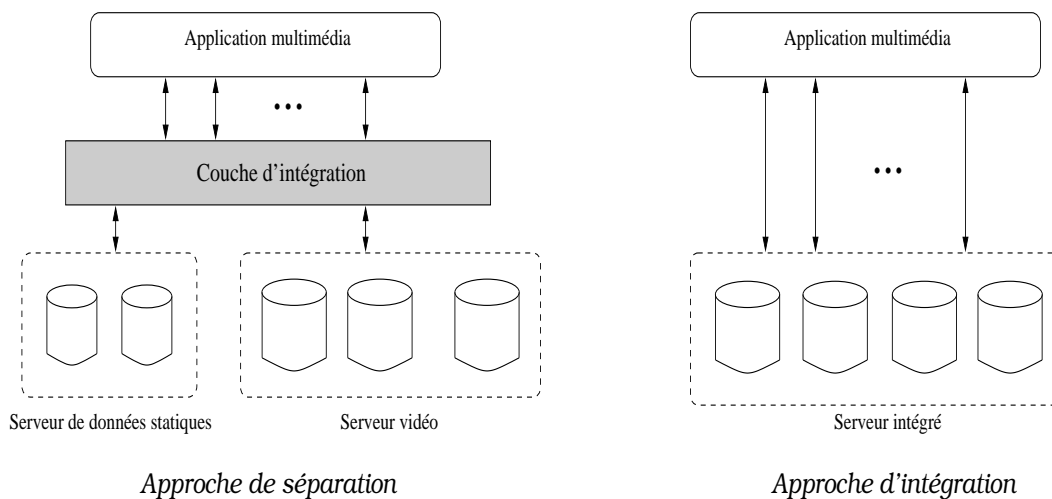 Application multimédia
Couche d'intégration
Serveur de données statiques
Serveur vidéo
Approche de séparation
Application multimédia
Serveur intégré
Approche d'intégration